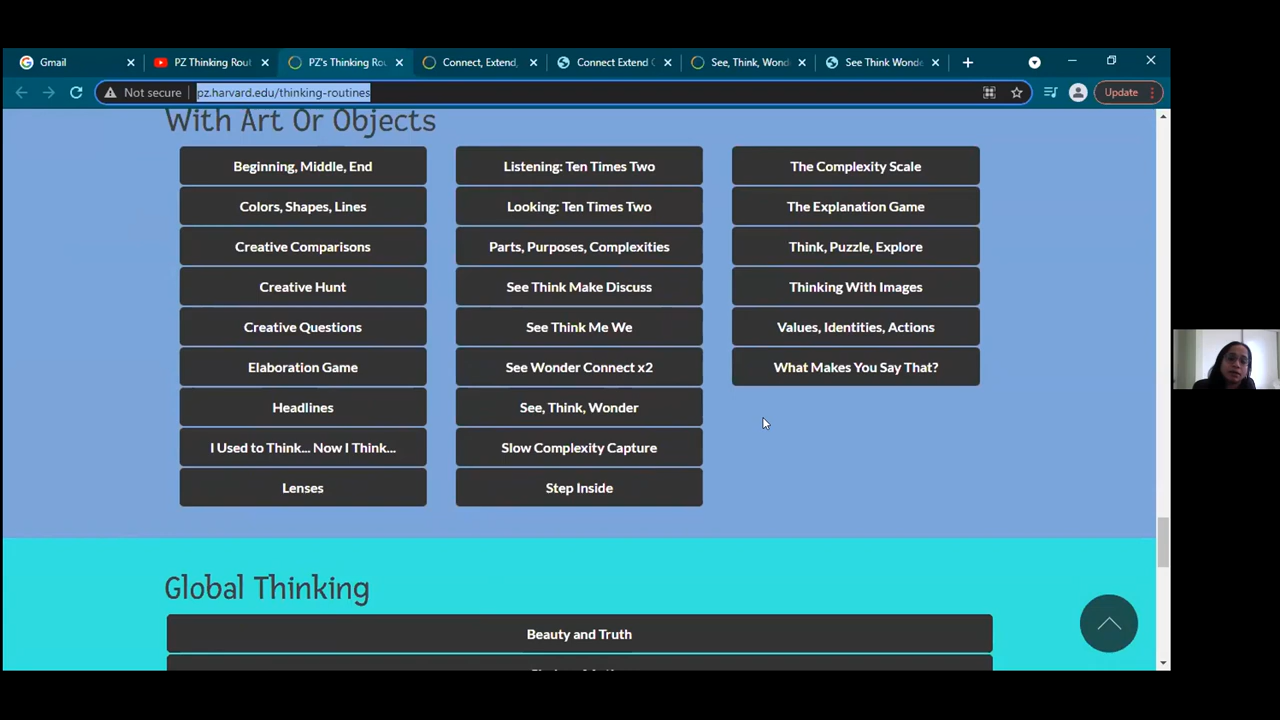 Gmail
PZ Thinking Rout
PZ's Thinking Rou
Connect, Extend,
Connect Extend C
See, Think, Wond
See Think Wonde
Not secure
pz.harvard.edu/thinking-routines
Update
With Art Or Objects
Beginning, Middle, End
Colors, Shapes, Lines
Creative Comparisons
Creative Hunt
Creative Questions
Elaboration Game
Headlines
I Used to Think... Now I Think...
Lenses
Listening: Ten Times Two
Looking: Ten Times Two
Parts, Purposes, Complexities
See Think Make Discuss
See Think Me We
See Wonder Connect x2
See, Think, Wonder
Slow Complexity Capture
Step Inside
The Complexity Scale
The Explanation Game
Think, Puzzle, Explore
Thinking With Images
Values, Identities, Actions
What Makes You Say That?
Global Thinking
Beauty and Truth